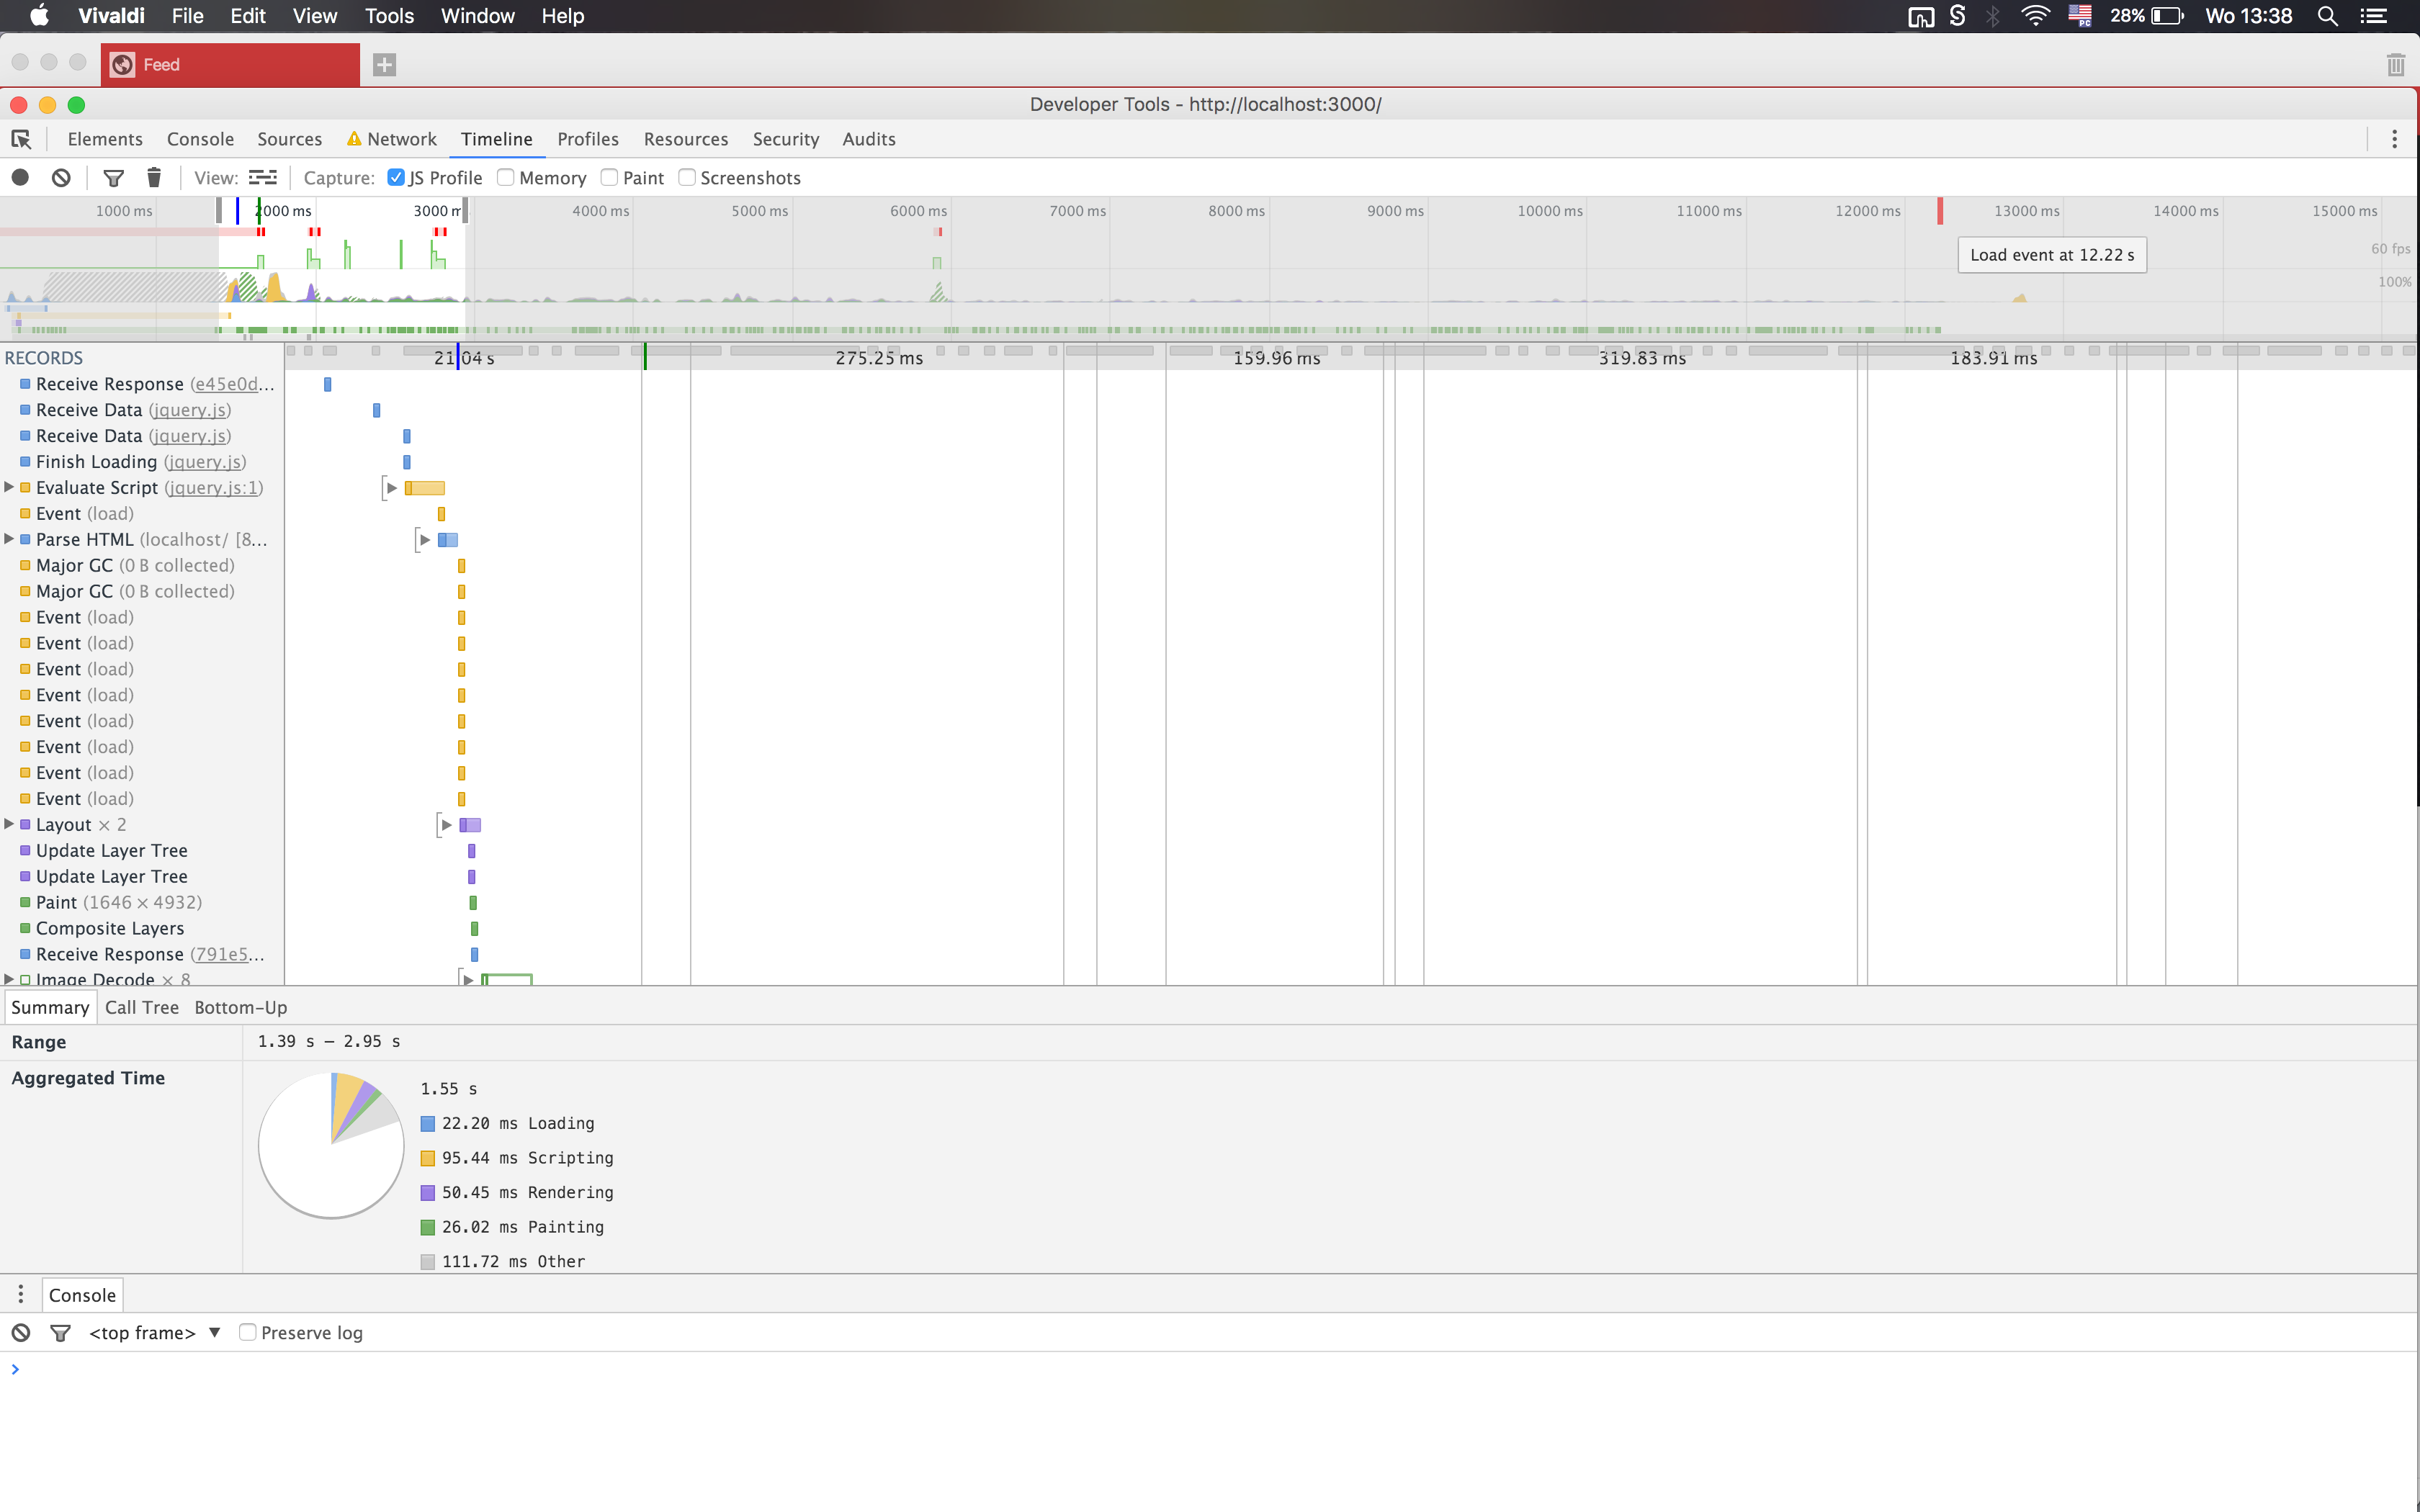 Vivaldi File Edit View Tools Window Help 28% Wo 13:38
Feed
Developer Tools - http://localhost:3000/
Elements Console Sources Network Timeline Profiles Resources Security Audits
View: Capture: JS Profile Memory Paint Screenshots
1000 ms 2000 ms 3000 m 4000 ms 5000 ms 6000 ms 7000 ms 8000 ms 9000 ms 10000 ms 11000 ms 12000 ms 13000 ms 14000 ms 15000 ms
60 fps
Load event at 12.22 s
100%
RECORDS 21.04 s 275.25 ms 159.96 ms 319.83 ms 183.91 ms
Receive Response (e45e0d...
Receive Data (jquery.js)
Receive Data (jquery.js)
Finish Loading (jquery.js)
Evaluate Script (jquery.js:1)
Event (load)
Parse HTML (localhost/ [8...
Major GC (0 B collected)
Major GC (0 B collected)
Event (load)
Event (load)
Event (load)
Event (load)
Event (load)
Event (load)
Event (load)
Event (load)
Layout × 2
Update Layer Tree
Update Layer Tree
Paint (1646 × 4932)
Composite Layers
Receive Response (791e5...
Image Decode × 8
Summary Call Tree Bottom-Up
Range 1.39 s – 2.95 s
Aggregated Time
1.55 s
22.20 ms Loading
95.44 ms Scripting
50.45 ms Rendering
26.02 ms Painting
111.72 ms Other
Console
<top frame> ▼ Preserve log
>